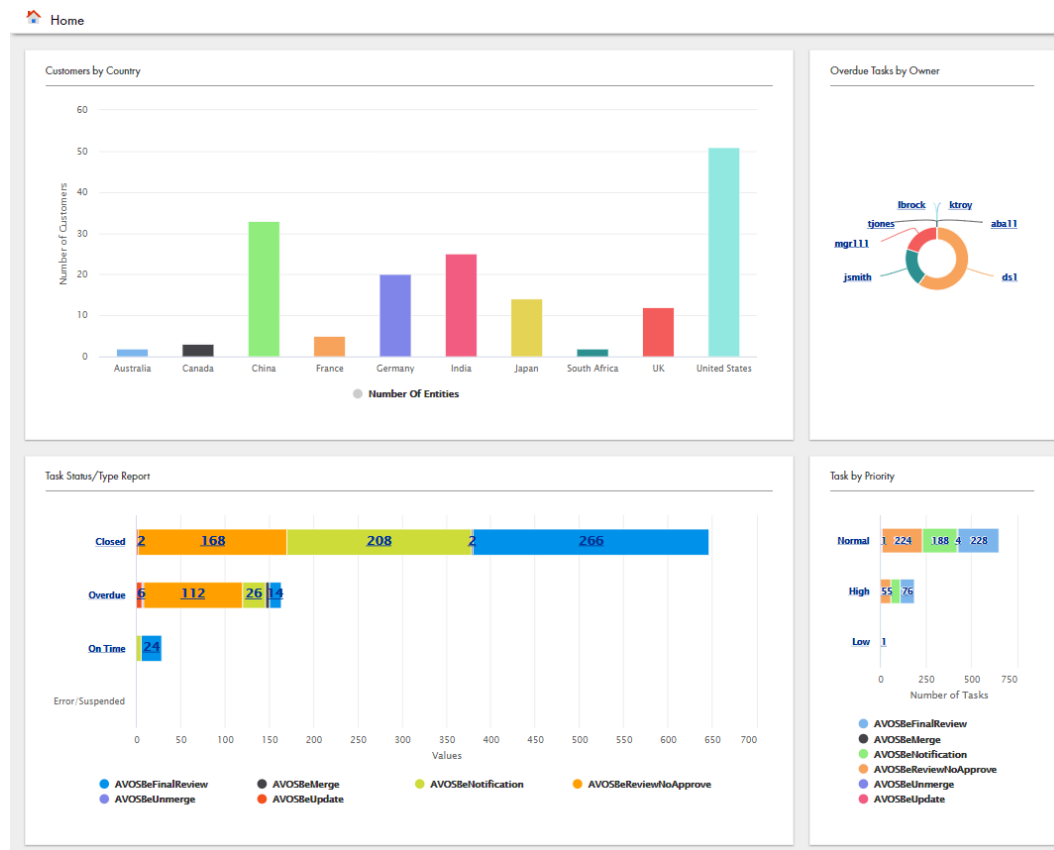 Home
Customers by Country
60
50
40
30
20
10
0
Number of Customers
Australia Canada China France Germany India Japan South Africa UK United States
Number Of Entities
Overdue Tasks by Owner
lbrock ktroy
tjones aba11
mgr111
jsmith ds1
Task Status/Type Report
Closed 2 168 208 2 266
Overdue 6 112 26 14
On Time 24
Error/Suspended
0 50 100 150 200 250 300 350 400 450 500 550 600 650 700
Values
AVOSBeFinalReview AVOSBeMerge AVOSBeNotification AVOSBeReviewNoApprove
AVOSBeUnmerge AVOSBeUpdate
Task by Priority
Normal 1 224 188 4 228
High 55 76
Low 1
0 250 500 750
Number of Tasks
AVOSBeFinalReview
AVOSBeMerge
AVOSBeNotification
AVOSBeReviewNoApprove
AVOSBeUnmerge
AVOSBeUpdate